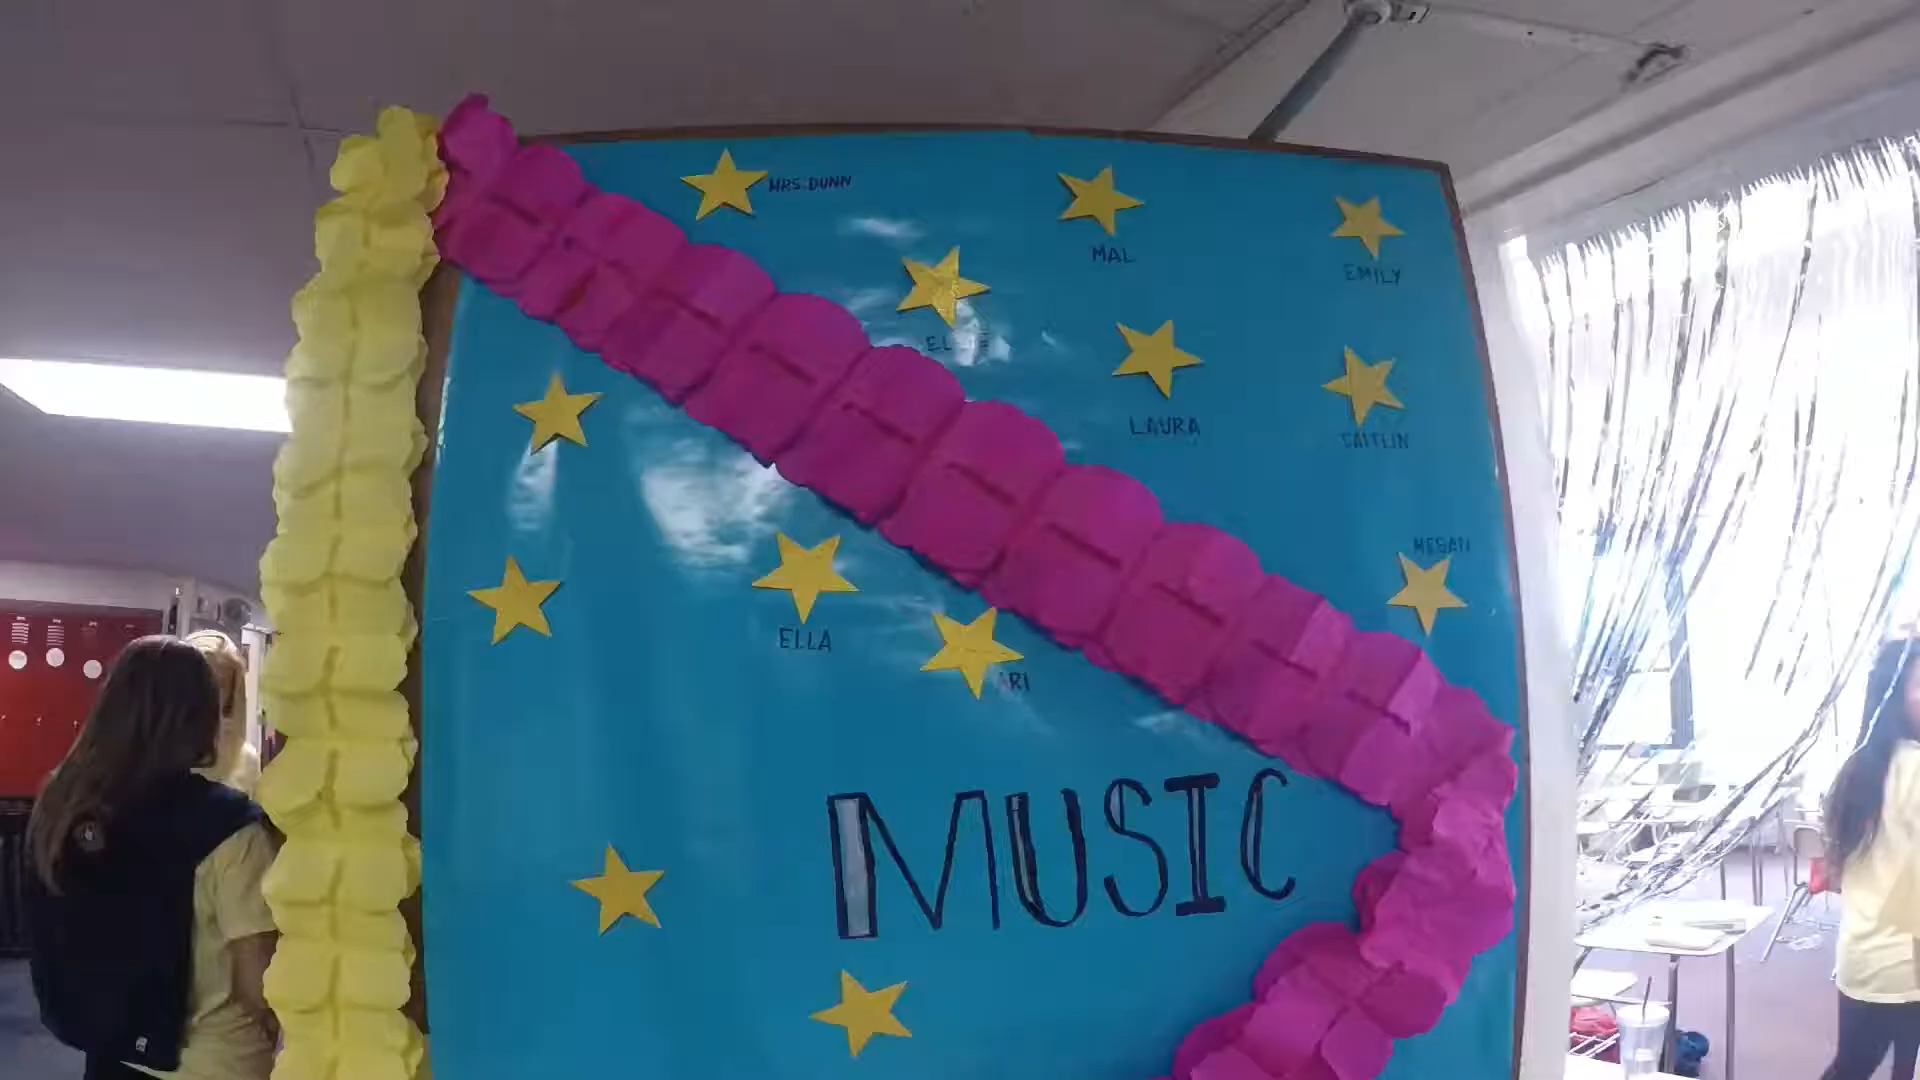 MRS. DUNN
MAL
EMILY
LAURA
CAITLIN
MEGAN
ELLA
ARI
MUSIC